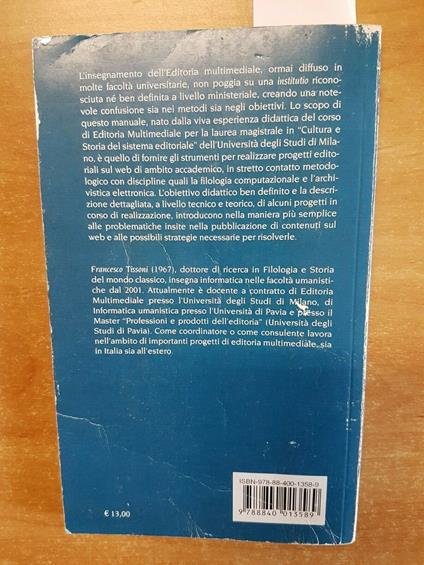 L'insegnamento dell'Editoria multimediale, ormai diffuso in
molte facoltà universitarie, non poggia su una institutio ricono-
sciuta né ben definita a livello ministeriale, creando una note-
vole confusione sia nei metodi sia negli obiettivi. Lo scopo di
questo manuale, nato dalla viva esperienza didattica del corso
di Editoria Multimediale per la laurea magistrale in "Cultura e
Storia del sistema editoriale" dell'Università degli Studi di Mila-
no, è quello di fornire gli strumenti per realizzare progetti edito-
riali sul web di ambito accademico, in stretto contatto metodo-
logico con discipline quali la filologia computazionale e l'archi-
vistica elettronica. L'obiettivo didattico ben definito e la descri-
zione dettagliata, a livello tecnico e teorico, di alcuni progetti in
corso di realizzazione, introducono nella maniera più semplice
alle problematiche insite nella pubblicazione di contenuti sul
web e alle possibili strategie necessarie per risolverle.
Francesco Tissoni (1967), dottore di ricerca in Filologia e Storia
del mondo classico, insegna informatica nelle facoltà umanisti-
che dal 2001. Attualmente è docente a contratto di Editoria
Multimediale presso l'Università degli Studi di Milano, di
Informatica umanistica presso l'Università di Pavia e presso il
Master "Professioni e prodotti dell'editoria" (Università degli
Studi di Pavia). Come coordinatore o come consulente lavora
nell'ambito di importanti progetti di editoria multimediale, sia
in Italia sia all'estero.
ISBN-978-88-400-1358-9
9 788840 013589
€ 13,00